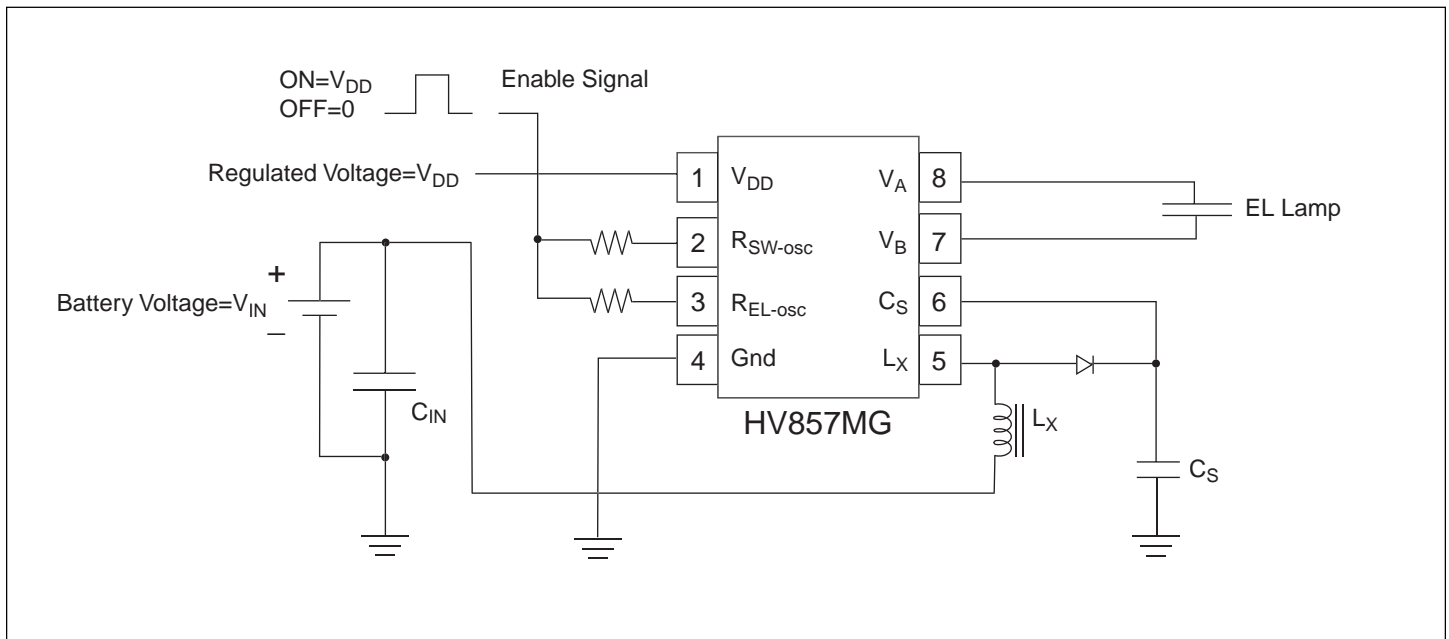 ON=VDD
OFF=0
Enable Signal
Regulated Voltage=VDD
1 VDD
VA 8
EL Lamp
2 RSW-osc
VB 7
+
Battery Voltage=VIN
–
3 REL-osc
CS 6
4 Gnd
LX 5
CIN
HV857MG
LX
CS